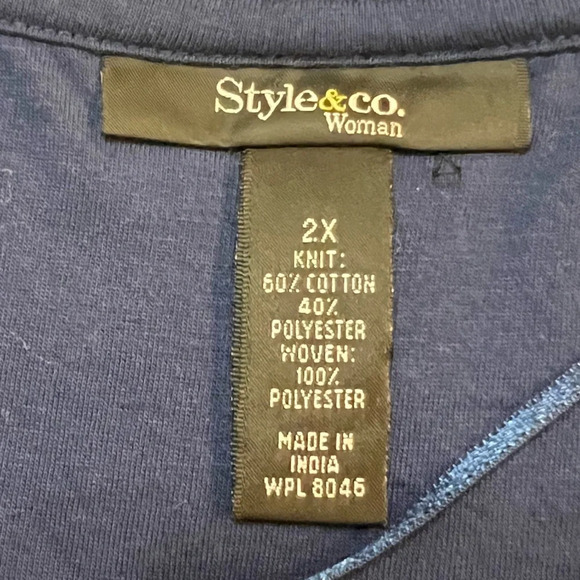 Style&co.
Woman
2X
KNIT:
60% COTTON
40%
POLYESTER
WOVEN:
100%
POLYESTER
MADE IN
INDIA
WPL 8046